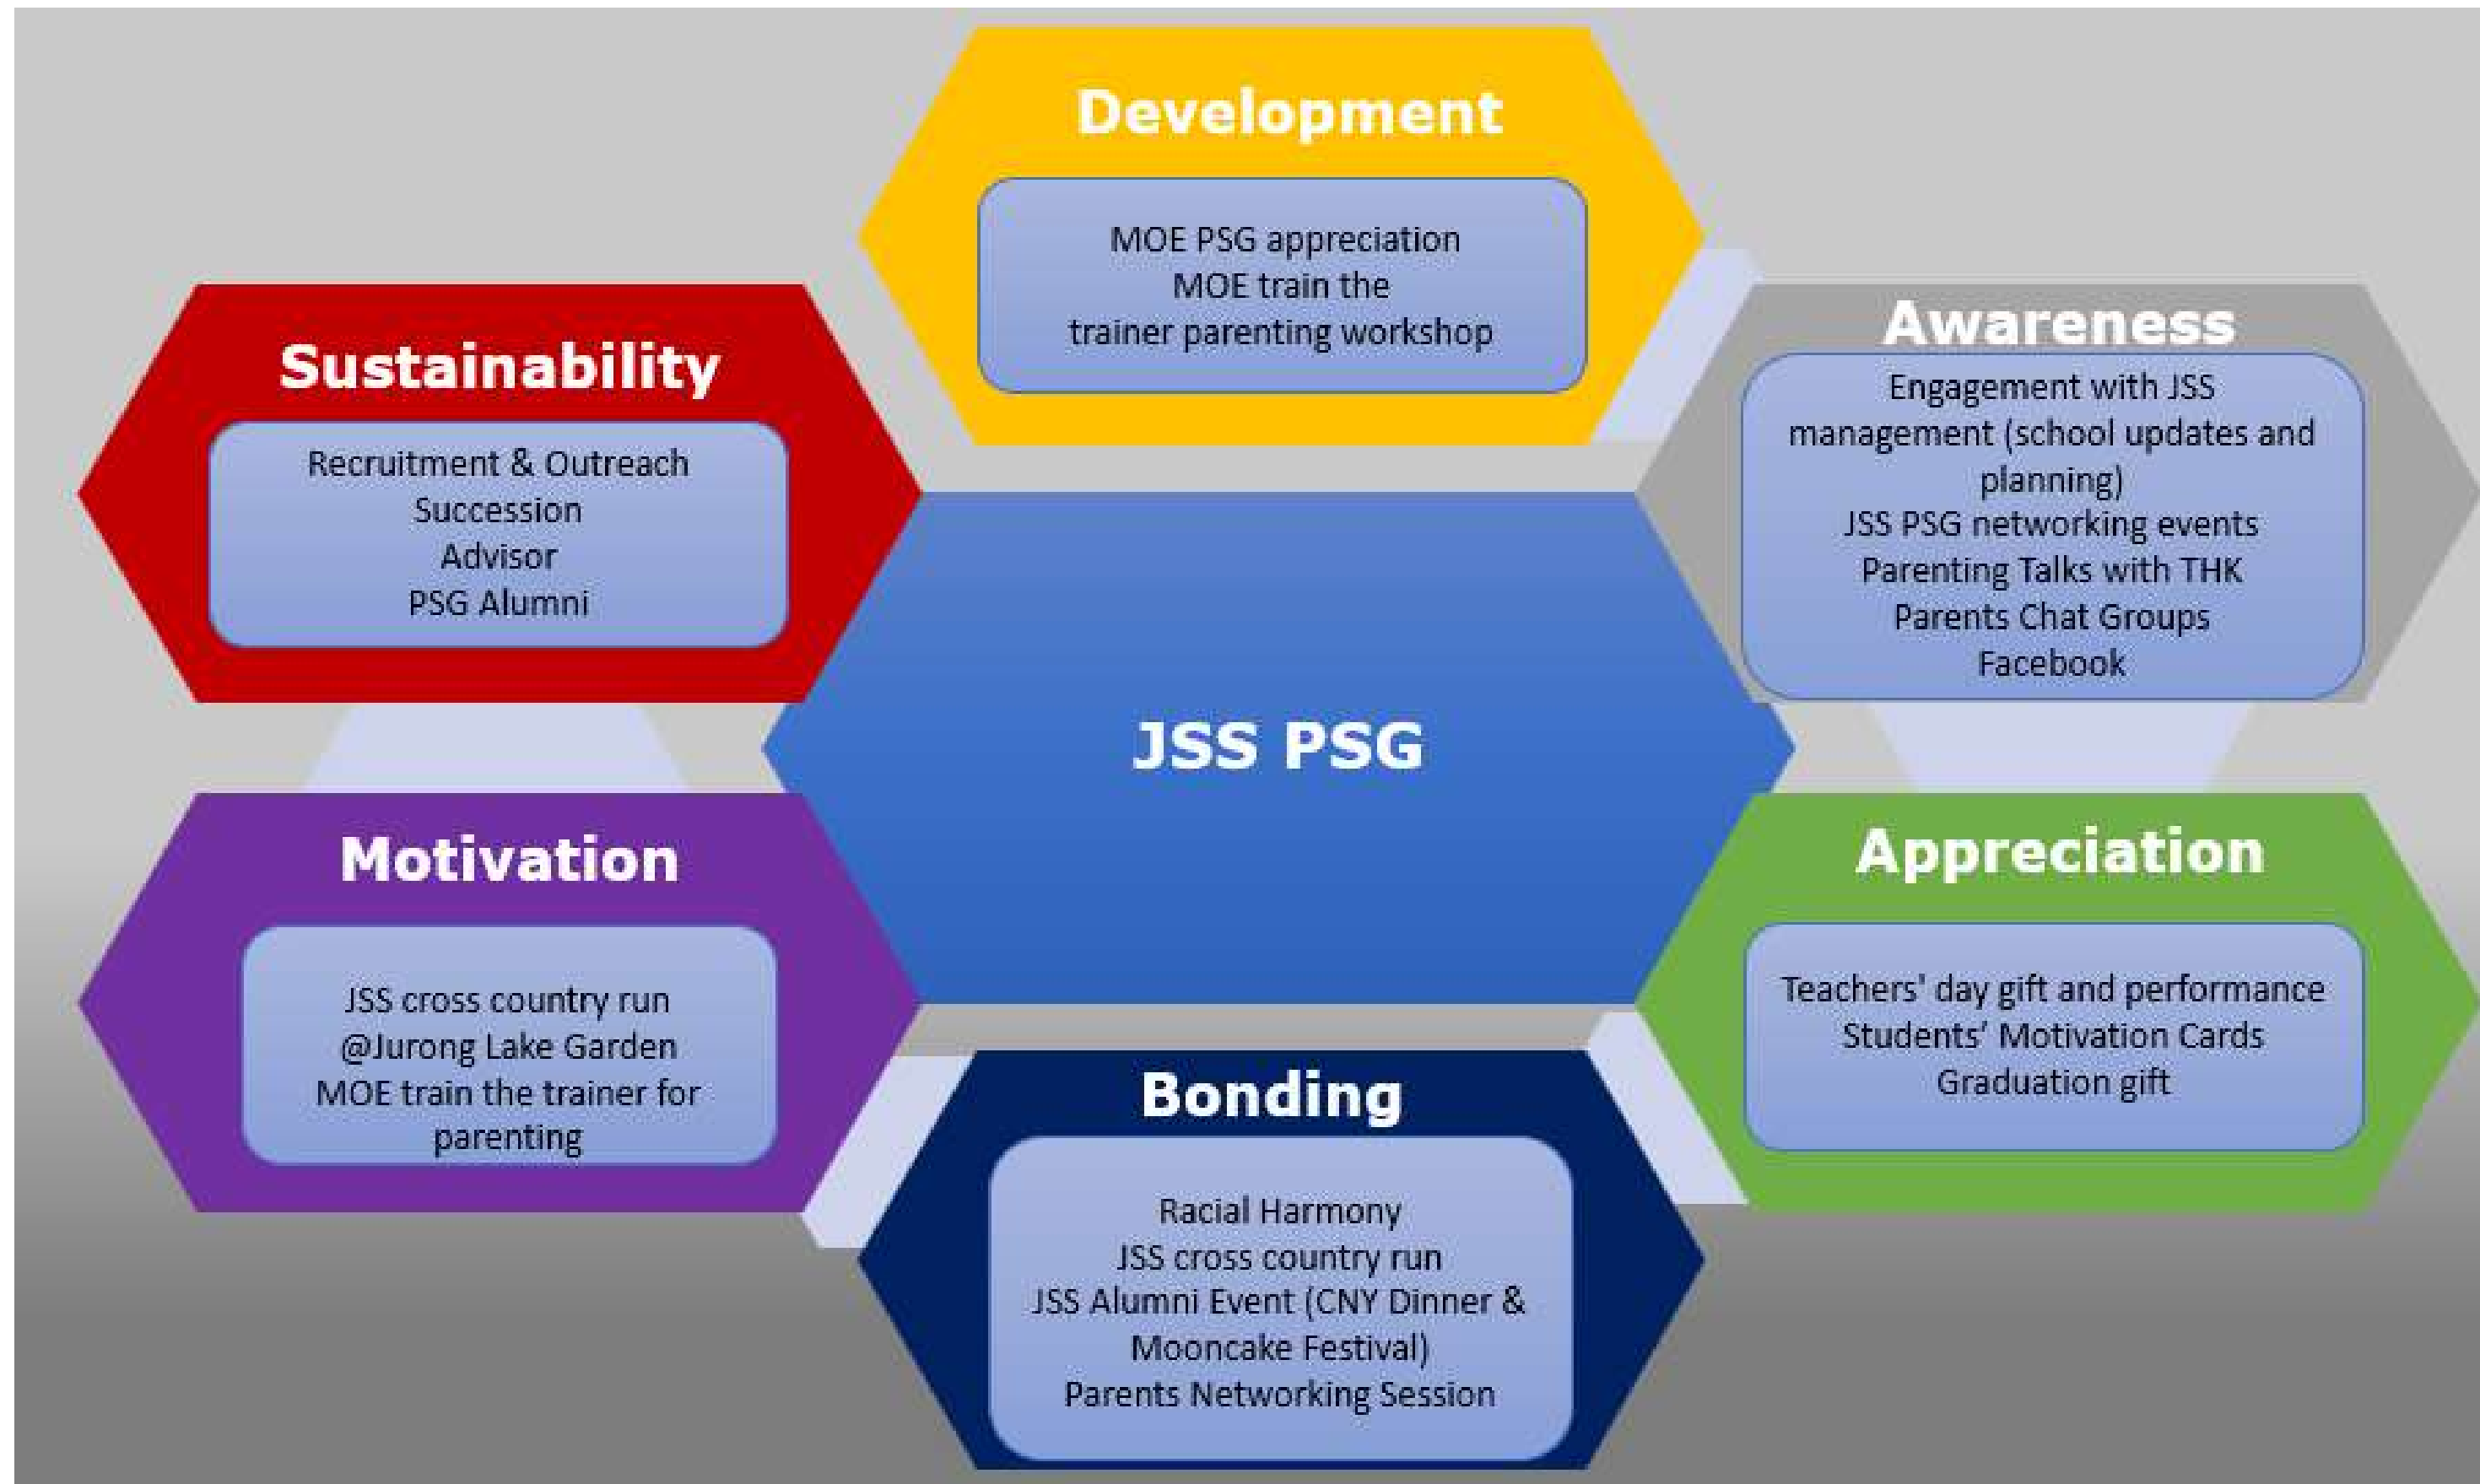 Development
MOE PSG appreciation
MOE train the
trainer parenting workshop
Awareness
Engagement with JSS
management (school updates and
planning)
JSS PSG networking events
Parenting Talks with THK
Parents Chat Groups
Facebook
Sustainability
Recruitment & Outreach
Succession
Advisor
PSG Alumni
JSS PSG
Motivation
JSS cross country run
@Jurong Lake Garden
MOE train the trainer for
parenting
Appreciation
Teachers' day gift and performance
Students’ Motivation Cards
Graduation gift
Bonding
Racial Harmony
JSS cross country run
JSS Alumni Event (CNY Dinner &
Mooncake Festival)
Parents Networking Session